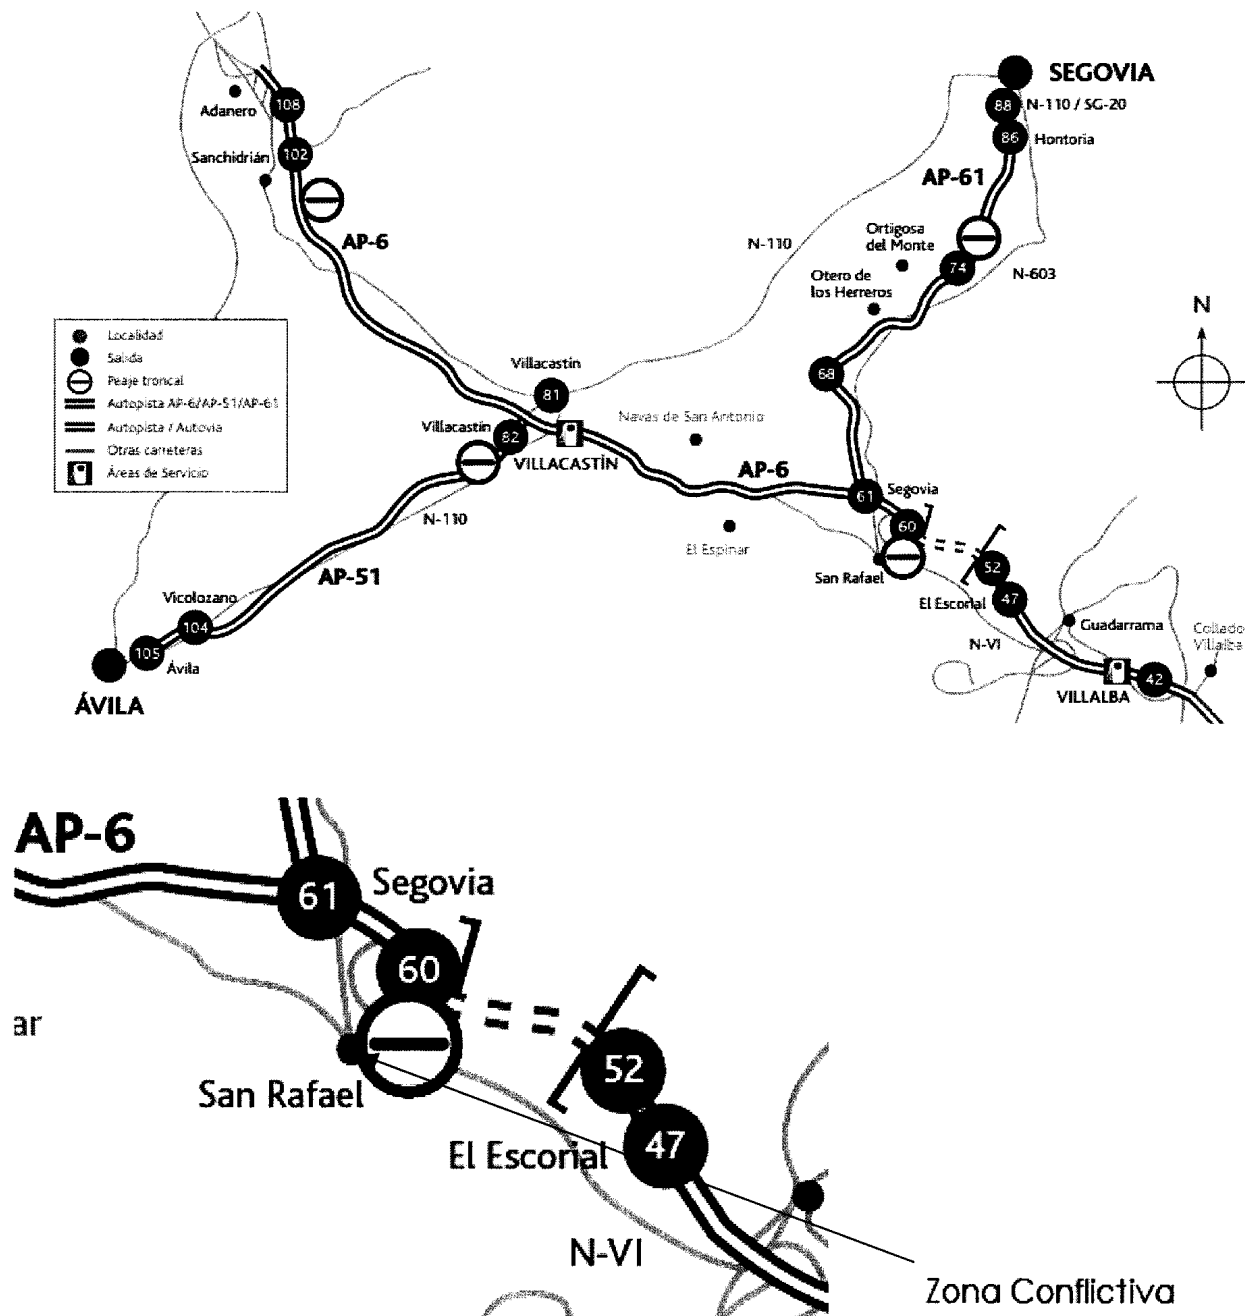 SEGOVIA
88
N-110 / SG-20
86
Hontoria
AP-61
Adanero
108
Sanchidrián
102
AP-6
N-110
Ortigosa
del Monte
74
N-603
Otero de
los Herreros
N
Localidad
Salida
Peaje troncal
Autopista AP-6/AP-51/AP-61
Autopista / Autovía
Otras carreteras
Áreas de Servicio
68
Villacastín
81
Villacastín
82
VILLACASTÍN
Navas de San Antonio
AP-6
61
Segovia
60
N-110
El Espinar
San Rafael
52
El Escorial
47
AP-51
Vicolozano
104
105
Ávila
ÁVILA
N-VI
Guadarrama
Collado
Villalba
VILLALBA
42
AP-6
61
Segovia
60
ar
52
San Rafael
El Escorial
47
N-VI
Zona Conflictiva